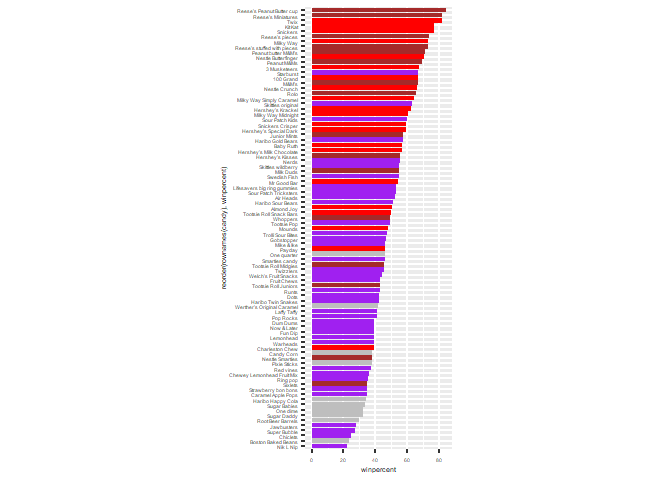 Reese's Peanut Butter cup
Reese's Miniatures
Twix
Kit Kat
Snickers
Reese's pieces
Milky Way
Reese's stuffed with pieces
Peanut butter M&M's
Nestle Butterfinger
Peanut M&Ms
3 Musketeers
Starburst
100 Grand
M&M's
Nestle Crunch
Rolo
Milky Way Simply Caramel
Skittles original
Hershey's Krackel
Milky Way Midnight
Sour Patch Kids
Snickers Crisper
Hershey's Special Dark
Junior Mints
Haribo Gold Bears
Baby Ruth
Hershey's Milk Chocolate
Hershey's Kisses
Nerds
Skittles wildberry
Milk Duds
Swedish Fish
Mr Good Bar
Lifesavers big ring gummies
Sour Patch Tricksters
Air Heads
Haribo Sour Bears
Almond Joy
Tootsie Roll Snack Bars
Whoppers
Tootsie Pop
Mounds
Trolli Sour Bites
Gobstopper
Mike & Ike
Payday
One quarter
Smarties candy
Tootsie Roll Midgies
Twizzlers
Welch's Fruit Snacks
Fruit Chews
Tootsie Roll Juniors
Runts
Dots
Haribo Twin Snakes
Werther's Original Caramel
Laffy Taffy
Pop Rocks
Dum Dums
Now & Later
Fun Dip
Lemonhead
Warheads
Charleston Chew
Candy Corn
Nestle Smarties
Pixie Sticks
Red vines
Chewey Lemonhead Fruit Mix
Ring pop
Sixlets
Strawberry bon bons
Caramel Apple Pops
Haribo Happy Cola
Sugar Babies
One dime
Sugar Daddy
Root Beer Barrels
Jawbusters
Super Bubble
Chiclets
Boston Baked Beans
Nik L Nip
reorder(rownames(candy), winpercent)
0 20 40 60 80
winpercent